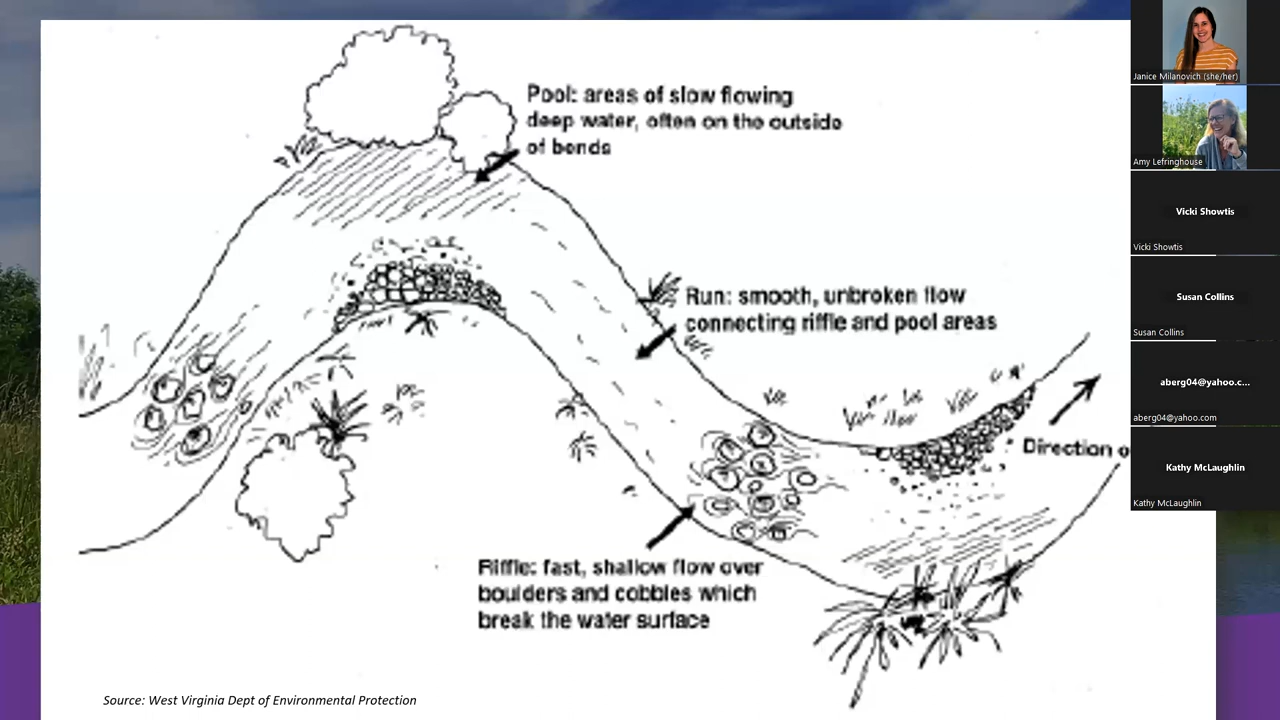 Pool: areas of slow flowing
deep water, often on the outside
of bends
Run: smooth, unbroken flow
connecting riffle and pool areas
Direction o
Riffle: fast, shallow flow over
boulders and cobbles which
break the water surface
Source: West Virginia Dept of Environmental Protection
Janice Milanovich (she/her)
Amy Lefringhouse
Vicki Showtis
Vicki Showtis
Susan Collins
Susan Collins
aberg04@yahoo.c...
aberg04@yahoo.com
Kathy McLaughlin
Kathy McLaughlin